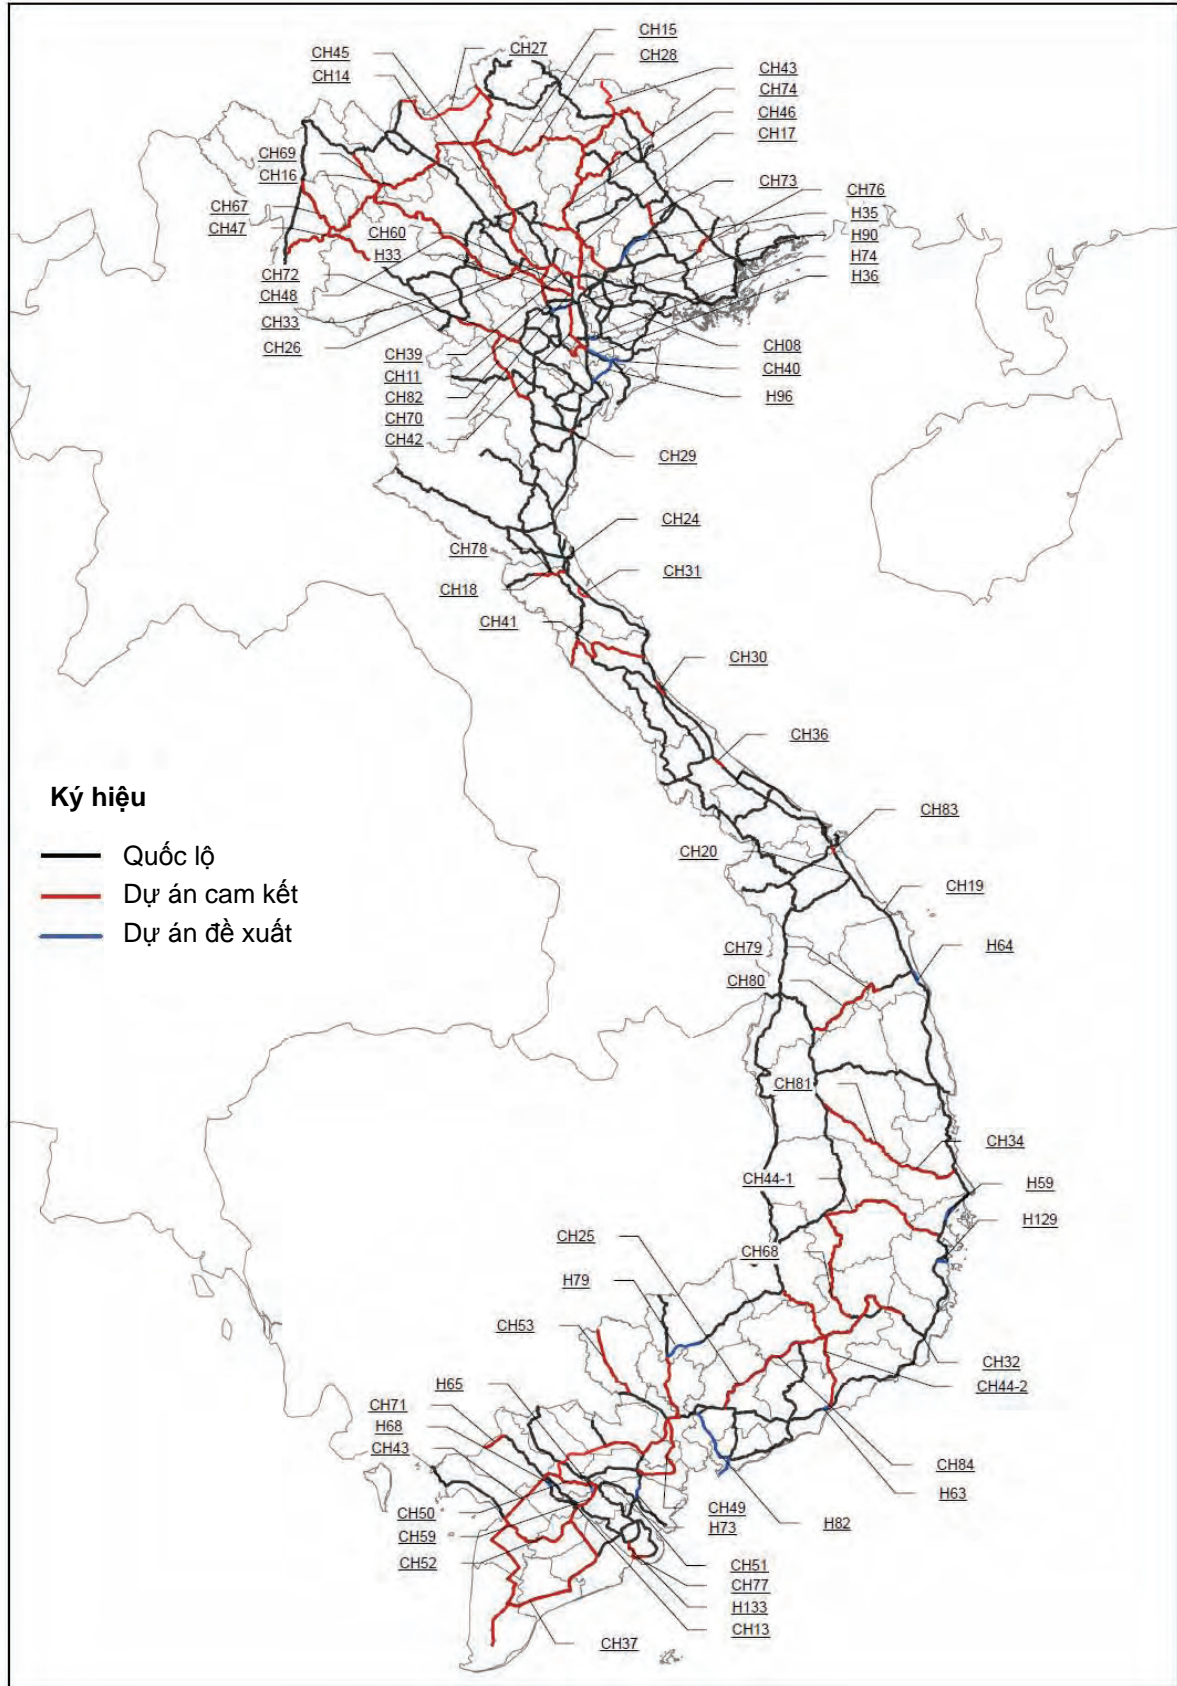 CH15
CH27
CH45
CH28
CH14
CH43
CH74
CH46
CH17
CH69
CH16
CH73
CH76
CH67
H35
CH47
CH60
H90
H33
H74
CH72
H36
CH48
CH33
CH26
CH08
CH39
CH40
CH11
CH82
H96
CH70
CH42
CH29
CH24
CH78
CH31
CH18
CH41
CH30
CH36
Ký hiệu
Quốc lộ
Dự án cam kết
Dự án đề xuất
CH83
CH20
CH19
CH79
H64
CH80
CH81
CH34
CH44-1
H59
H129
CH25
CH68
H79
CH53
CH32
H65
CH44-2
CH71
H68
CH43
CH84
H63
CH50
CH49
H82
H73
CH59
CH52
CH51
CH77
H133
CH13
CH37